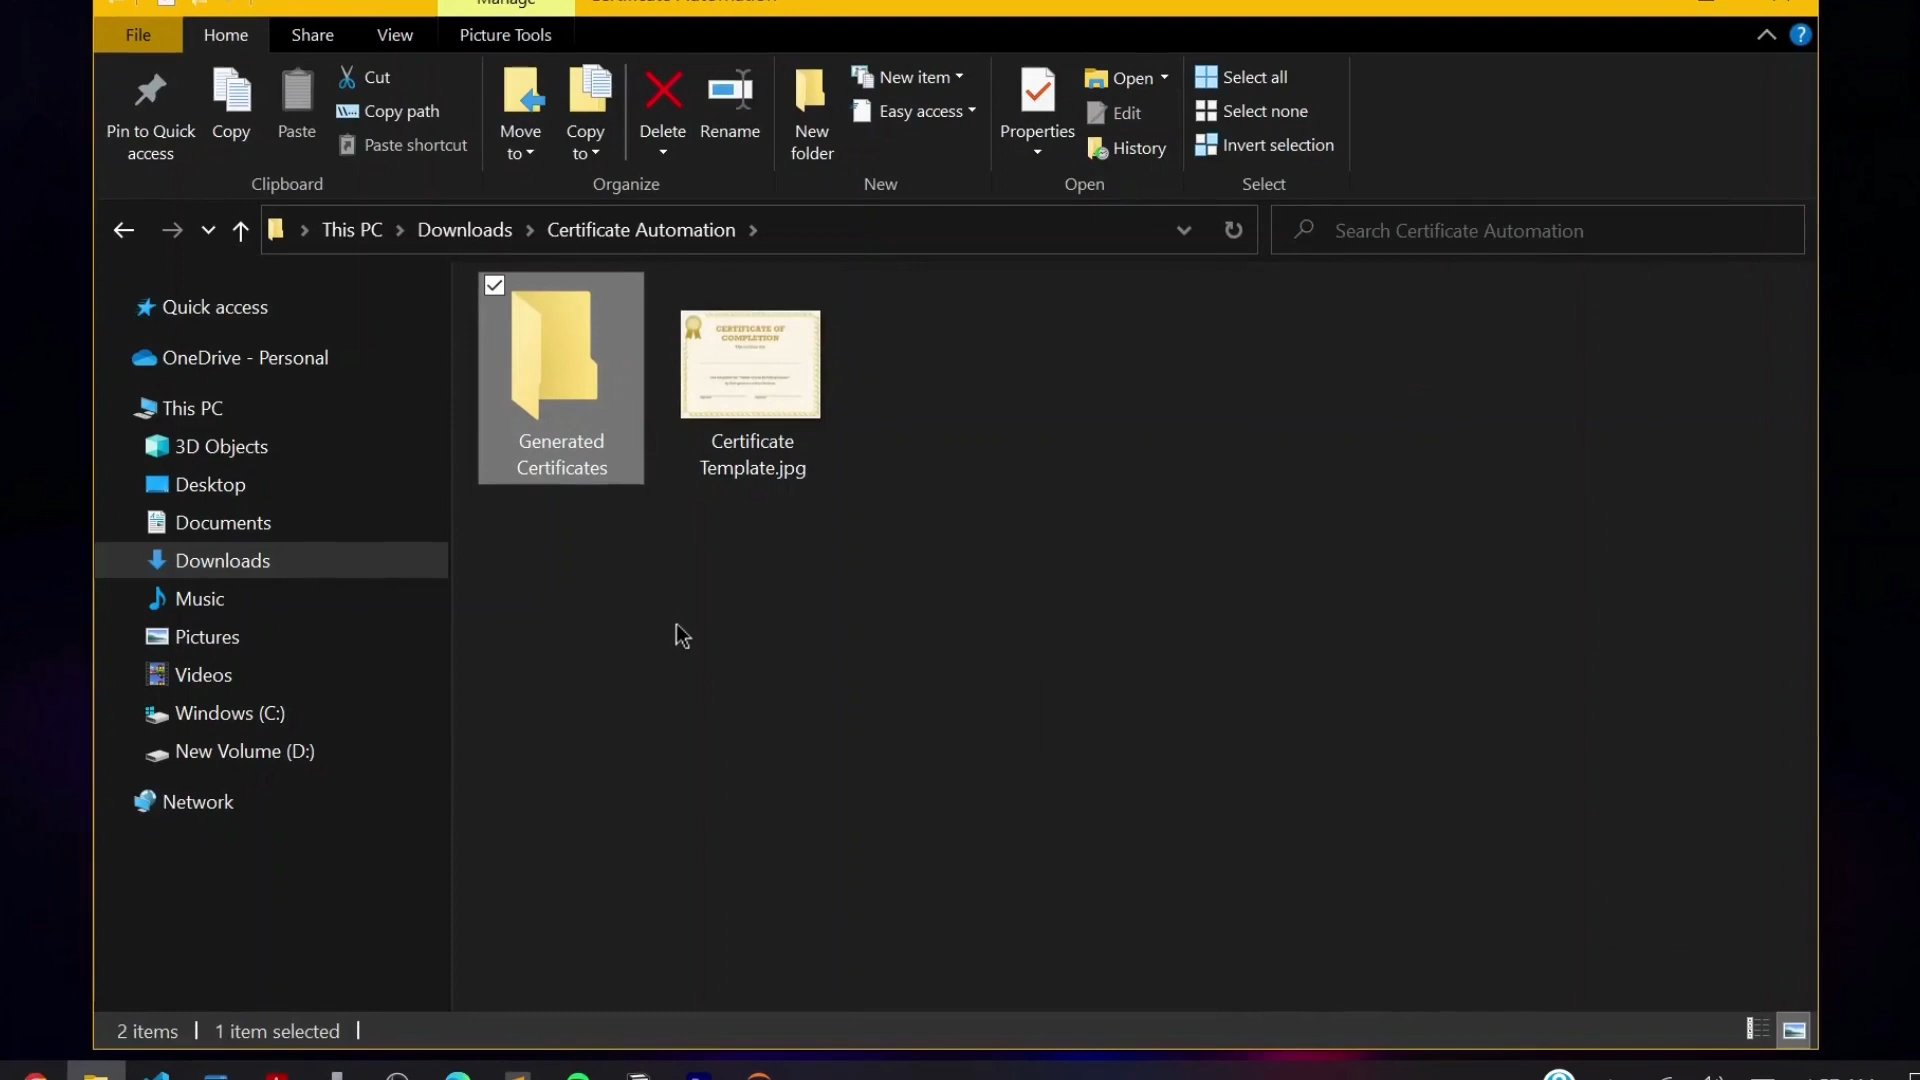 Manage
Certificate Automation
File
Home
Share
View
Picture Tools
Pin to Quick
access
Copy
Paste
Cut
Copy path
Paste shortcut
Clipboard
Move
to
Copy
to
Delete
Rename
Organize
New
folder
New item
Easy access
New
Properties
Open
Edit
History
Open
Select all
Select none
Invert selection
Select
This PC
Downloads
Certificate Automation
Search Certificate Automation
Quick access
OneDrive - Personal
This PC
3D Objects
Desktop
Documents
Downloads
Music
Pictures
Videos
Windows (C:)
New Volume (D:)
Network
CERTIFICATE OF
COMPLETION
Generated
Certificates
Certificate
Template.jpg
2 items
1 item selected